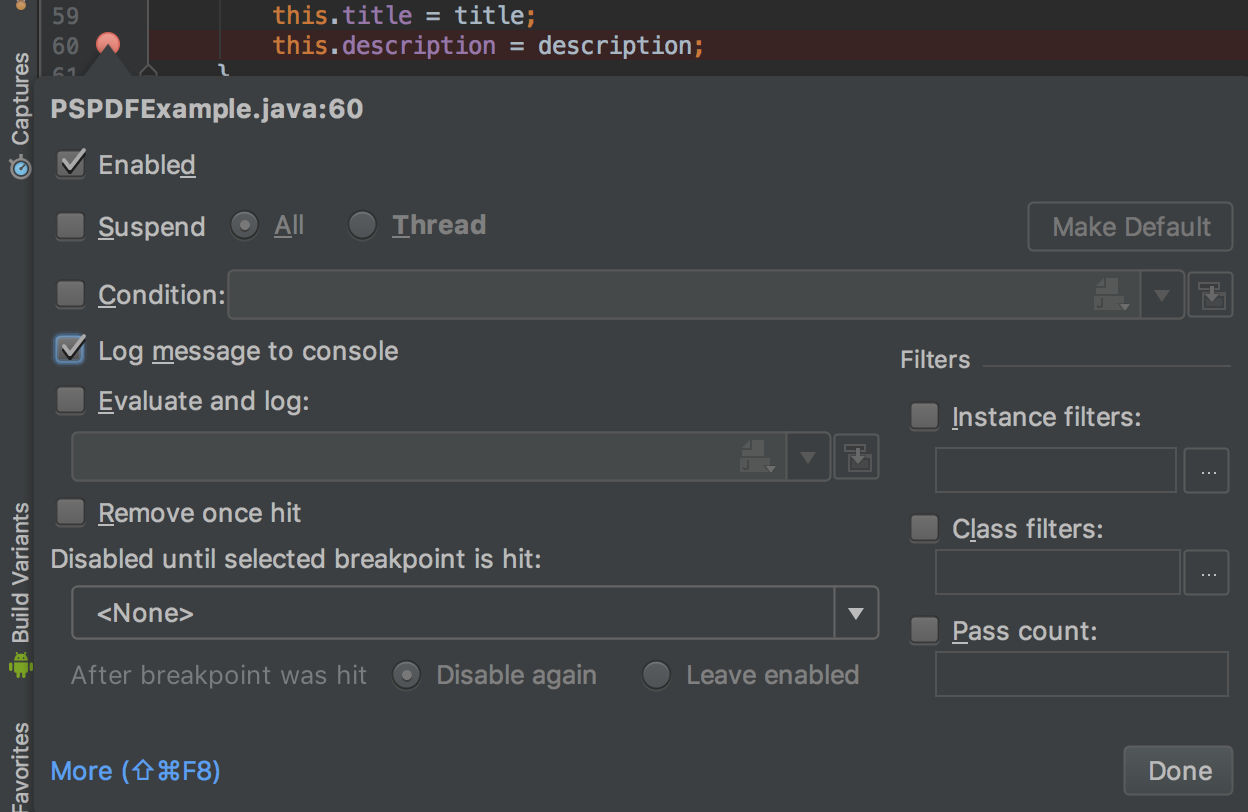 59 this.title = title;
60 this.description = description;
61 }
Captures
Build Variants
Favorites
PSPDFExample.java:60
Enabled
Suspend All Thread Make Default
Condition:
Log message to console
Evaluate and log:
Remove once hit
Disabled until selected breakpoint is hit:
<None>
After breakpoint was hit Disable again Leave enabled
Filters
Instance filters:
...
Class filters:
...
Pass count:
More (⇧⌘F8)
Done